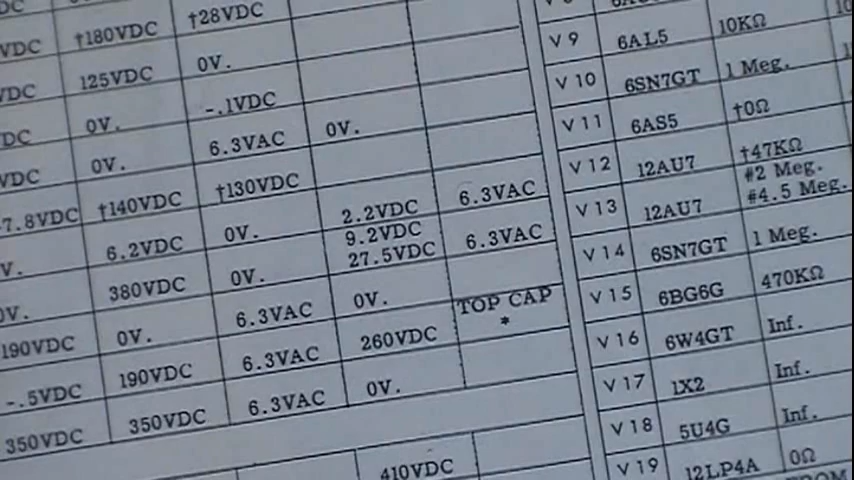 †28VDC
VDC †180VDC
VDC 125VDC 0V.
DC 0V. -.1VDC
VDC 0V. 6.3VAC 0V.
7.8VDC †140VDC †130VDC
V. 6.2VDC 0V. 2.2VDC 6.3VAC
9.2VDC
0V. 380VDC 0V. 27.5VDC 6.3VAC
190VDC 0V. 6.3VAC 0V. TOP CAP
*
-.5VDC 190VDC 6.3VAC 260VDC
350VDC 350VDC 6.3VAC 0V.
410VDC
V 9 6AL5 10KΩ
V 10 6SN7GT 1 Meg.
V 11 6AS5 †0Ω
V 12 12AU7 †47KΩ
#2 Meg.
V 13 12AU7 #4.5 Meg.
V 14 6SN7GT 1 Meg.
V 15 6BG6G 470KΩ
V 16 6W4GT Inf.
V 17 1X2 Inf.
V 18 5U4G Inf.
V 19 12LP4A 0Ω